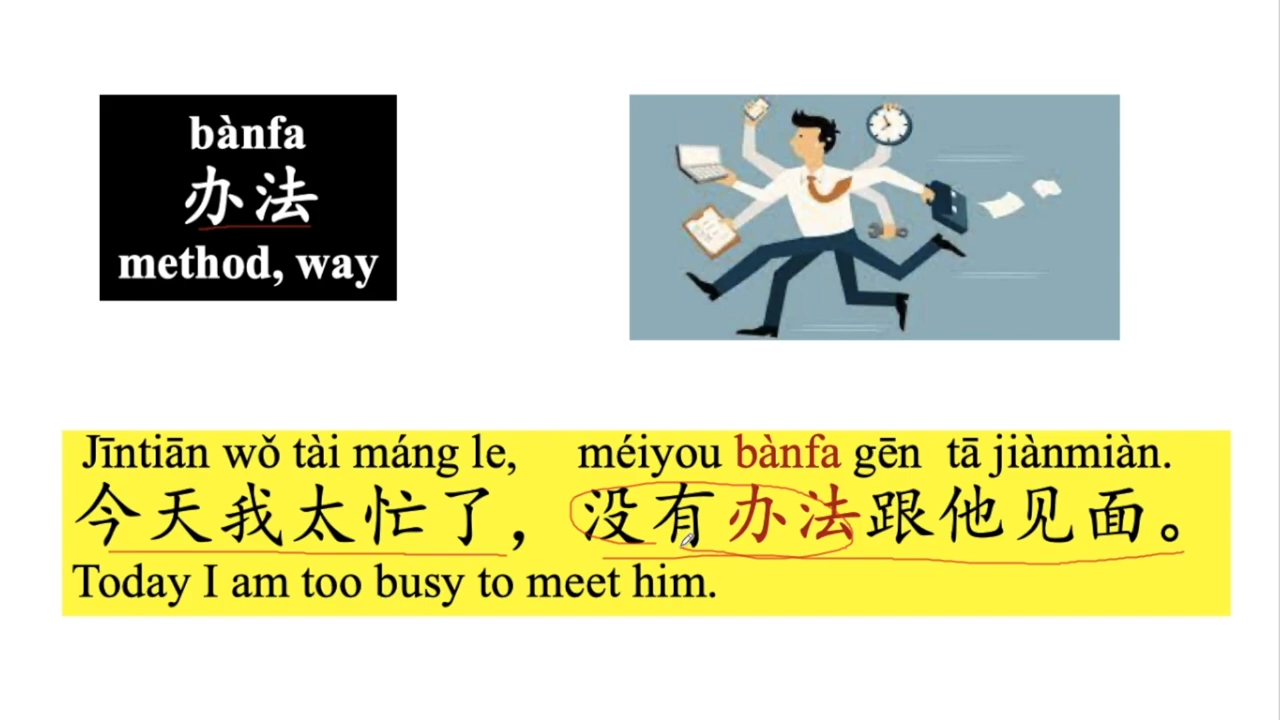 bànfa
办法
method, way
Jīntiān wǒ tài máng le, méiyou bànfa gēn tā jiànmiàn.
今天我太忙了，没有办法跟他见面。
Today I am too busy to meet him.